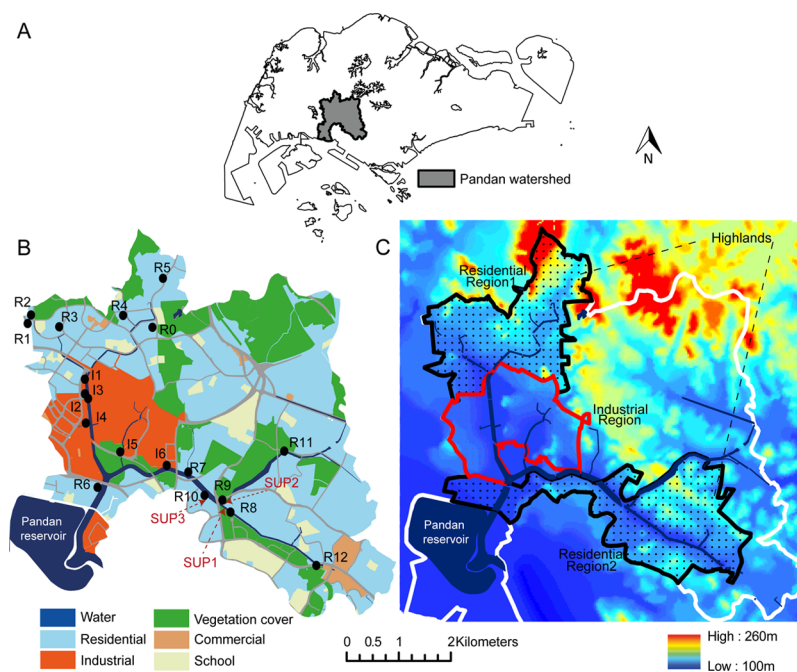 A
N
Pandan watershed
B
R5
R2
R3
R4
R0
R1
I1
I3
I2
I4
I5
I6
R7
R11
R6
R10
R9
SUP2
SUP3
R8
SUP1
R12
Pandan
reservoir
C
Highlands
Residential
Region1
Industrial
Region
Pandan
reservoir
Residential
Region2
Water
Residential
Industrial
Vegetation cover
Commercial
School
0 0.5 1 2Kilometers
High : 260m
Low : 100m